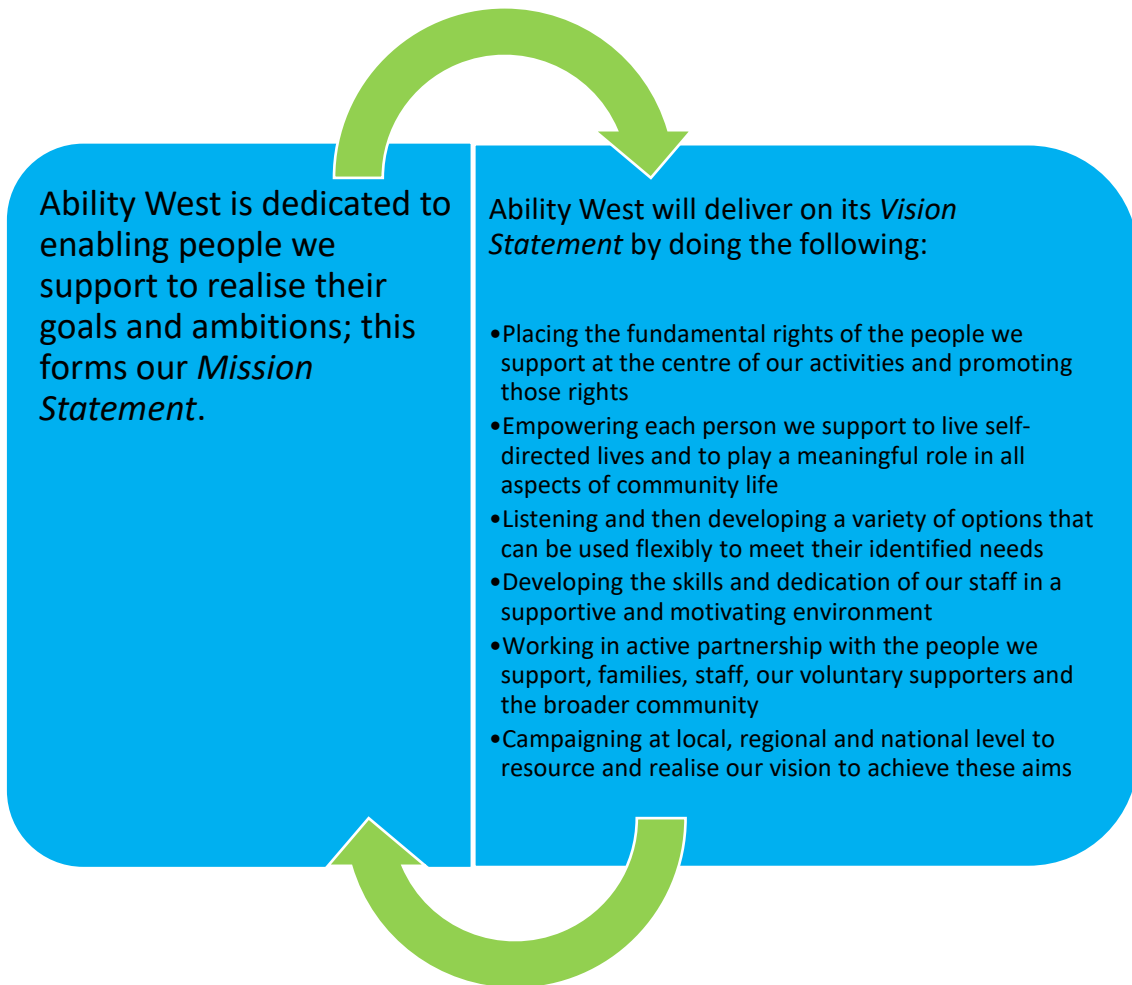 Ability West is dedicated to
enabling people we
support to realise their
goals and ambitions; this
forms our Mission
Statement.
Ability West will deliver on its Vision
Statement by doing the following:
•Placing the fundamental rights of the people we
support at the centre of our activities and promoting
those rights
•Empowering each person we support to live self-
directed lives and to play a meaningful role in all
aspects of community life
•Listening and then developing a variety of options that
can be used flexibly to meet their identified needs
•Developing the skills and dedication of our staff in a
supportive and motivating environment
•Working in active partnership with the people we
support, families, staff, our voluntary supporters and
the broader community
•Campaigning at local, regional and national level to
resource and realise our vision to achieve these aims